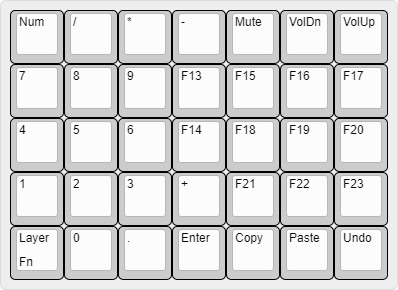 Num / * - Mute VolDn VolUp
7 8 9 F13 F15 F16 F17
4 5 6 F14 F18 F19 F20
1 2 3 + F21 F22 F23
Layer 0 . Enter Copy Paste Undo
Fn